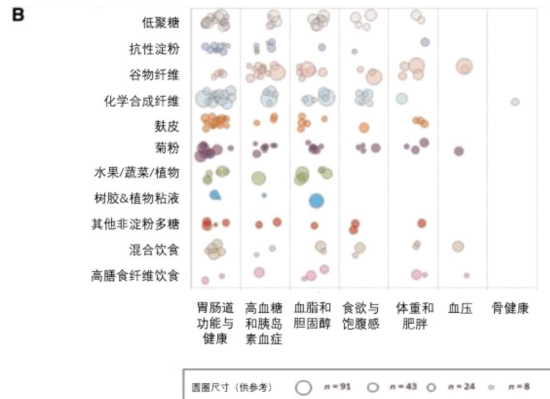 B
低聚糖
抗性淀粉
谷物纤维
化学合成纤维
麸皮
菊粉
水果/蔬菜/植物
树胶&植物粘液
其他非淀粉多糖
混合饮食
高膳食纤维饮食
胃肠道 高血糖 血脂和 食欲与 体重和 血压 骨健康
功能与 和胰岛 胆固醇 饱腹感 肥胖
健康 素血症
圆圈尺寸（供参考） n=91 n=43 n=24 n=8